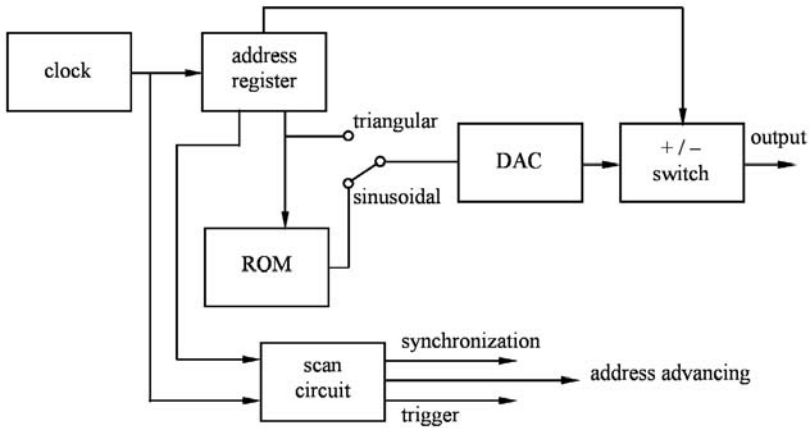 clock
address
register
triangular
sinusoidal
DAC
+ / −
switch
output
ROM
scan
circuit
synchronization
address advancing
trigger